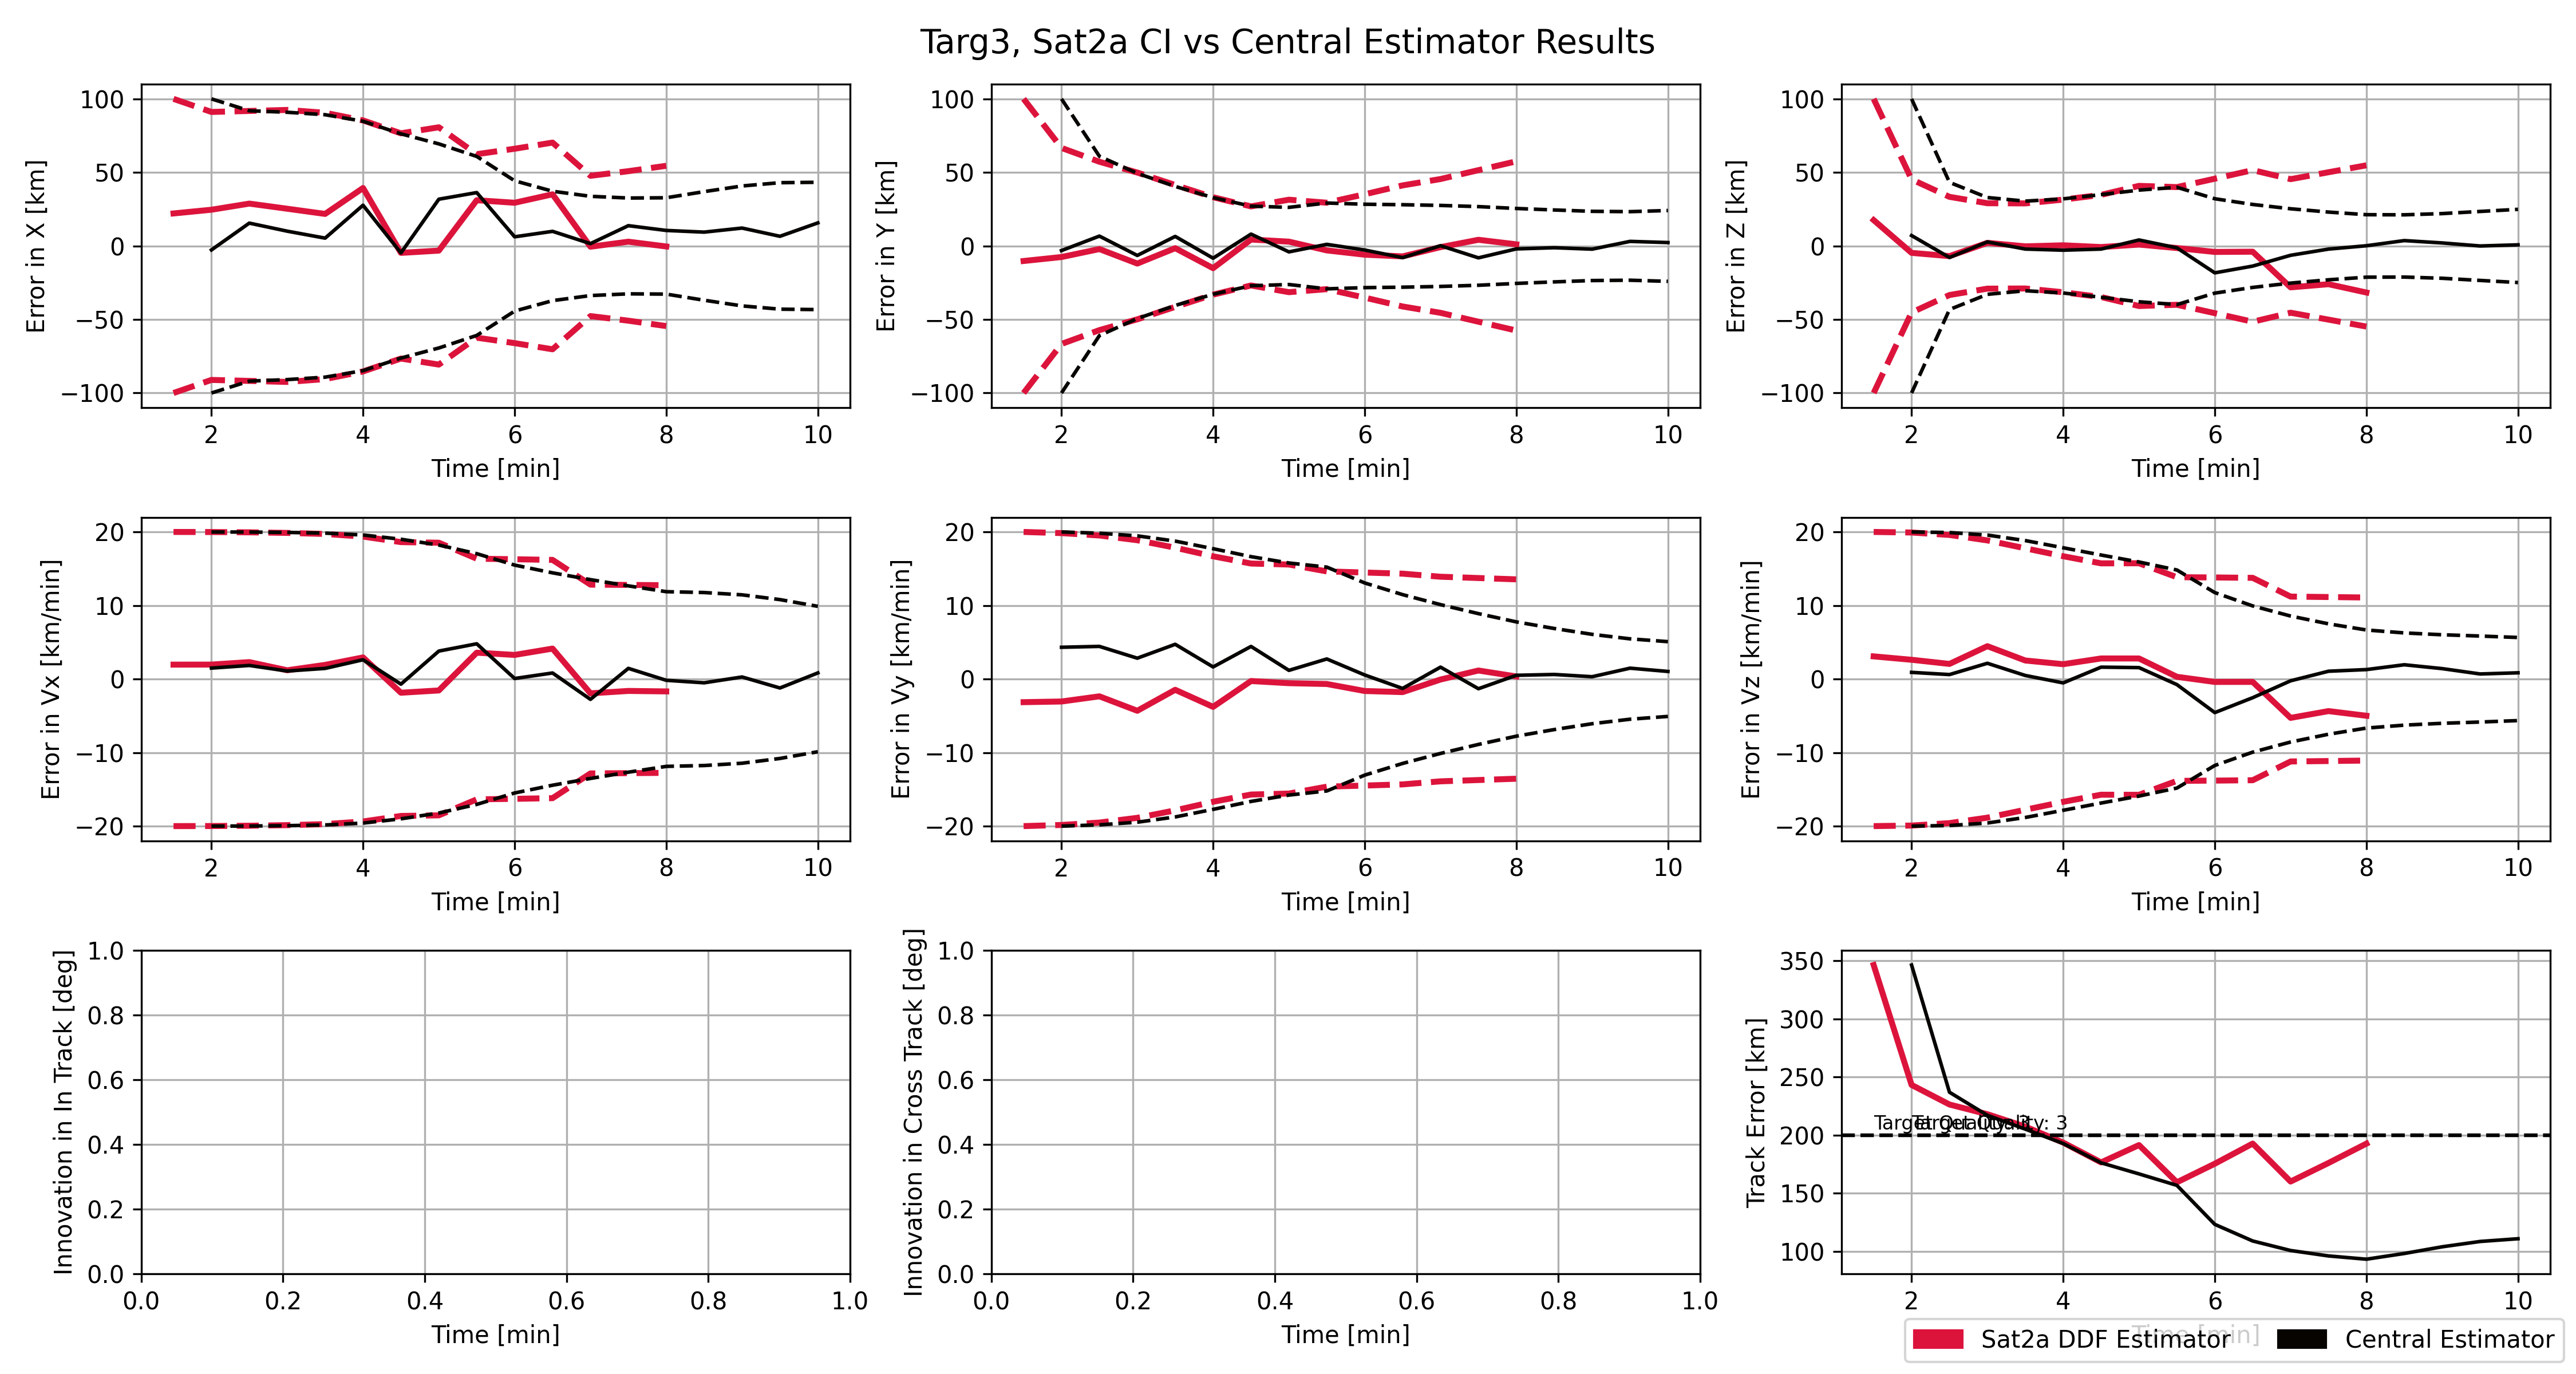 Targ3, Sat2a CI vs Central Estimator Results
Error in X [km]
100
50
0
−50
−100
2 4 6 8 10
Time [min]
Error in Y [km]
100
50
0
−50
−100
2 4 6 8 10
Time [min]
Error in Z [km]
100
50
0
−50
−100
2 4 6 8 10
Time [min]
Error in Vx [km/min]
20
10
0
−10
−20
2 4 6 8 10
Time [min]
Error in Vy [km/min]
20
10
0
−10
−20
2 4 6 8 10
Time [min]
Error in Vz [km/min]
20
10
0
−10
−20
2 4 6 8 10
Time [min]
Innovation in In Track [deg]
1.0
0.8
0.6
0.4
0.2
0.0
0.0 0.2 0.4 0.6 0.8 1.0
Time [min]
Innovation in Cross Track [deg]
1.0
0.8
0.6
0.4
0.2
0.0
0.0 0.2 0.4 0.6 0.8 1.0
Time [min]
Track Error [km]
350
300
250
200
150
100
Target Quality: 3
Target Quality: 3
2 4 6 8 10
Time [min]
Sat2a DDF Estimator
Central Estimator